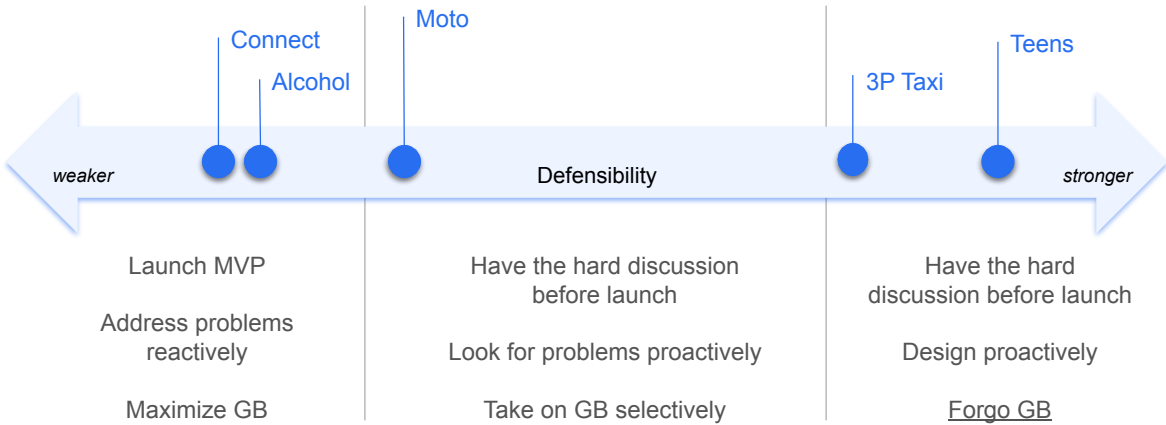 Moto
Connect
Teens
Alcohol
3P Taxi
weaker
Defensibility
stronger
Launch MVP
Address problems
reactively
Maximize GB
Have the hard discussion
before launch
Look for problems proactively
Take on GB selectively
Have the hard
discussion before launch
Design proactively
Forgo GB